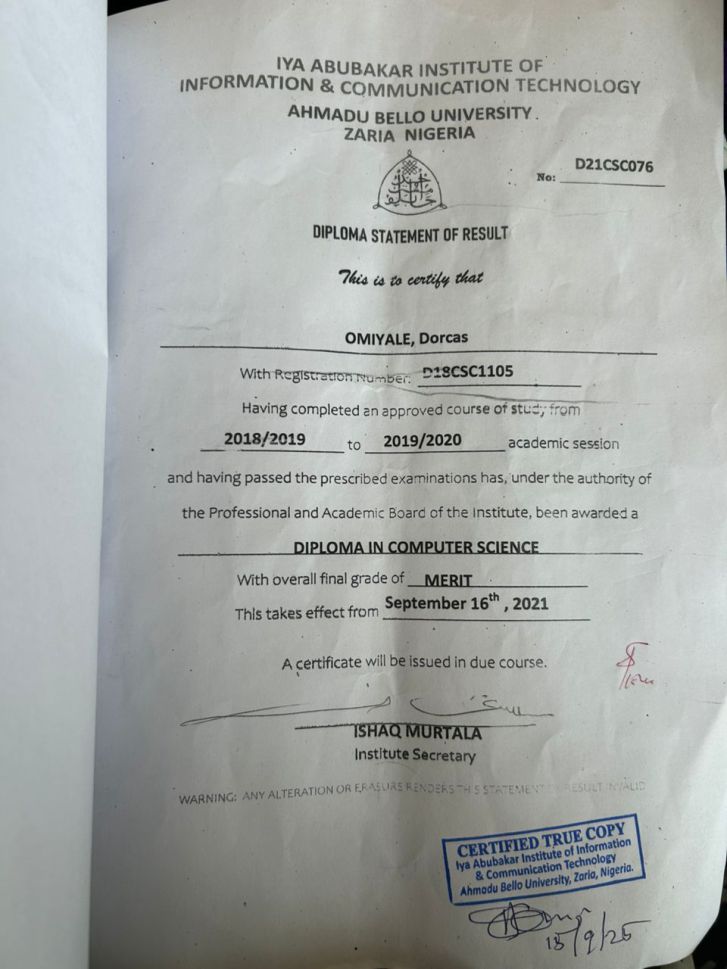 IYA ABUBAKAR INSTITUTE OF
INFORMATION & COMMUNICATION TECHNOLOGY
AHMADU BELLO UNIVERSITY.
ZARIA NIGERIA
No: D21CSC076
DIPLOMA STATEMENT OF RESULT
This is to certify that
OMIYALE, Dorcas
With Registration Number: D18CSC1105
Having completed an approved course of study from
2018/2019 to 2019/2020 academic session
and having passed the prescribed examinations has, under the authority of
the Professional and Academic Board of the Institute, been awarded a
DIPLOMA IN COMPUTER SCIENCE
With overall final grade of MERIT
This takes effect from September 16th, 2021
A certificate will be issued in due course.
ISHAQ MURTALA
Institute Secretary
WARNING: ANY ALTERATION OR ERASURE RENDERS THIS STATEMENT OF RESULT INVALID
CERTIFIED TRUE COPY
Iya Abubakar Institute of Information
& Communication Technology
Ahmadu Bello University, Zaria, Nigeria.
15/9/25